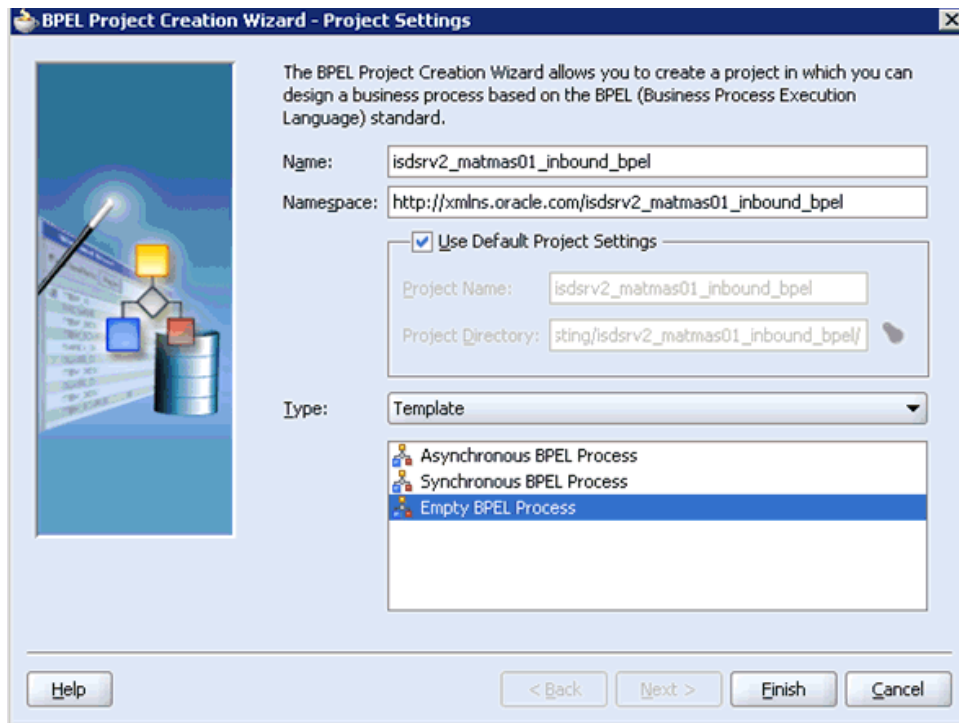 BPEL Project Creation Wizard - Project Settings
The BPEL Project Creation Wizard allows you to create a project in which you can
design a business process based on the BPEL (Business Process Execution
Language) standard.
Name: isdsrv2_matmas01_inbound_bpel
Namespace: http://xmlns.oracle.com/isdsrv2_matmas01_inbound_bpel
Use Default Project Settings
Project Name: isdsrv2_matmas01_inbound_bpel
Project Directory: sting/isdsrv2_matmas01_inbound_bpel/
Type: Template
Asynchronous BPEL Process
Synchronous BPEL Process
Empty BPEL Process
Help < Back Next > Finish Cancel